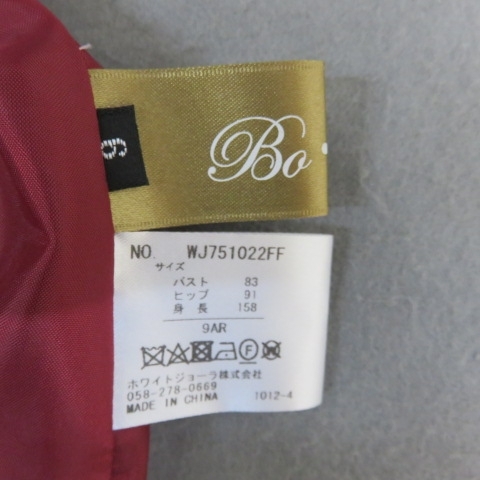 9
Bo
NO. WJ751022FF
サイズ
バスト 83
ヒップ 91
身長 158
9AR
ホワイトジョーラ株式会社
058-278-0669
MADE IN CHINA 1012-4